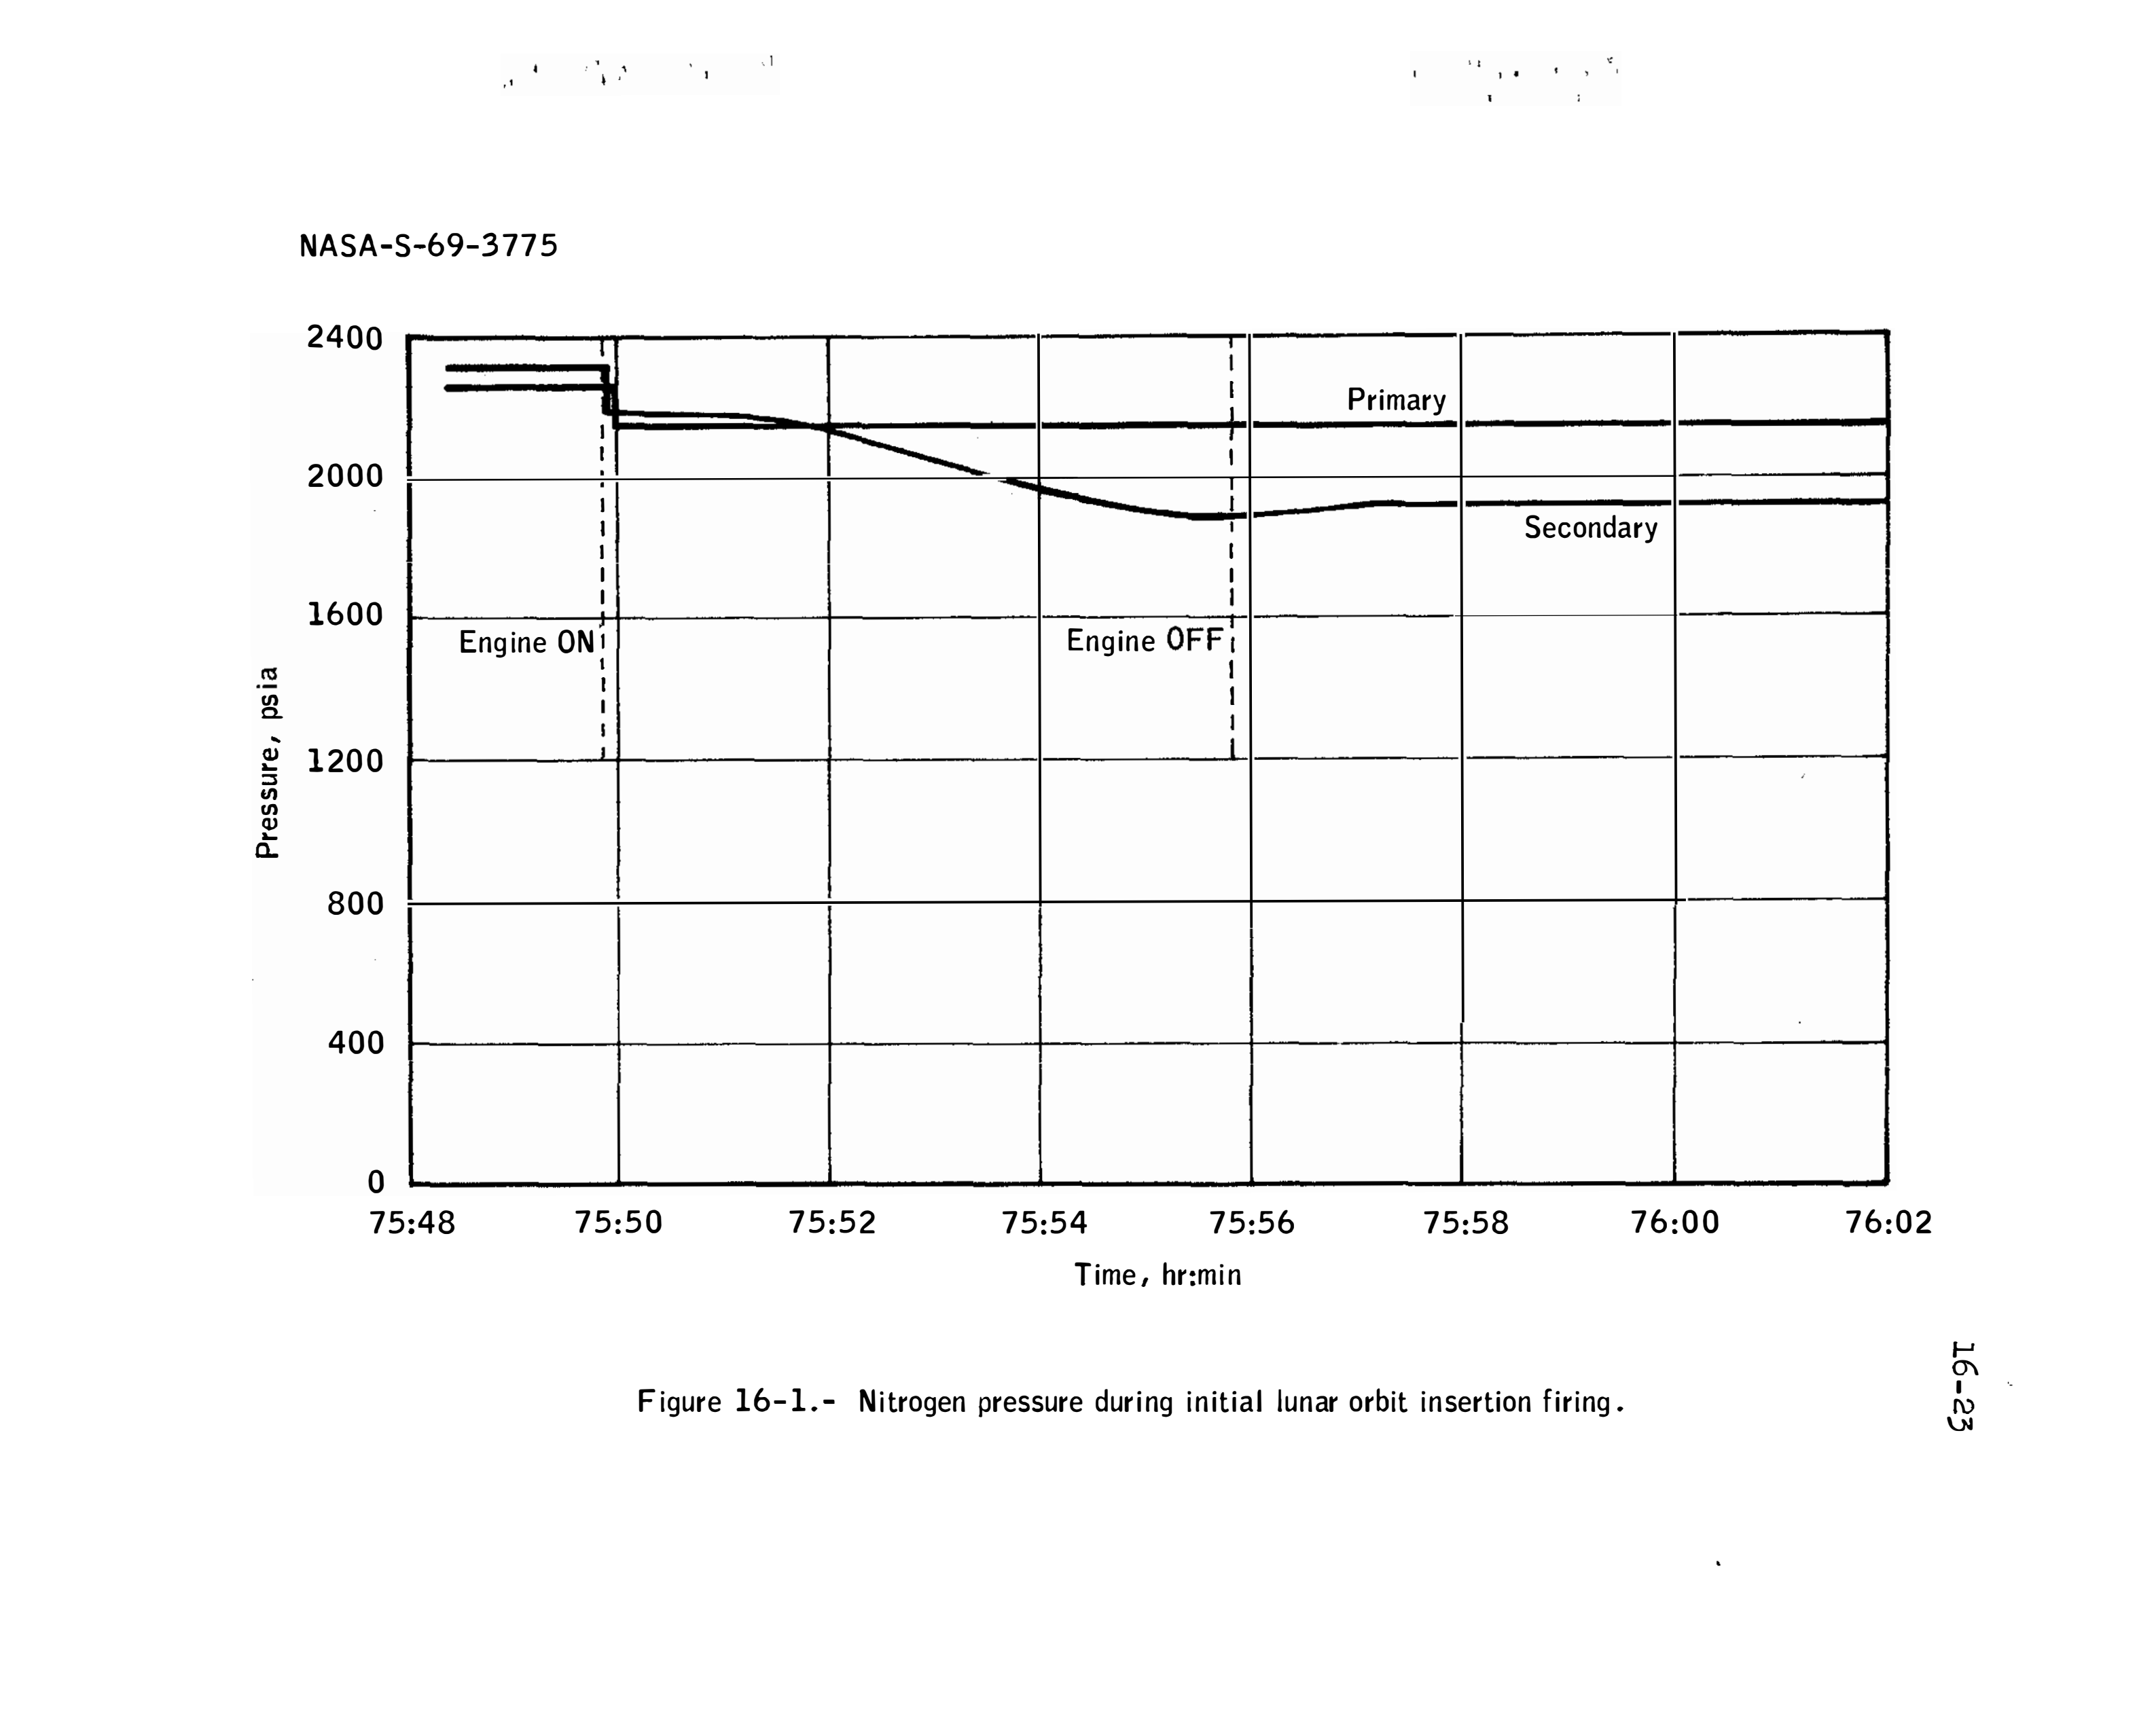 NASA-S-69-3775
2400
2000
1600
1200
800
400
0
Pressure, psia
Primary
Secondary
Engine ON
Engine OFF
75:48 75:50 75:52 75:54 75:56 75:58 76:00 76:02
Time, hr:min
Figure 16-1.- Nitrogen pressure during initial lunar orbit insertion firing.
16-23